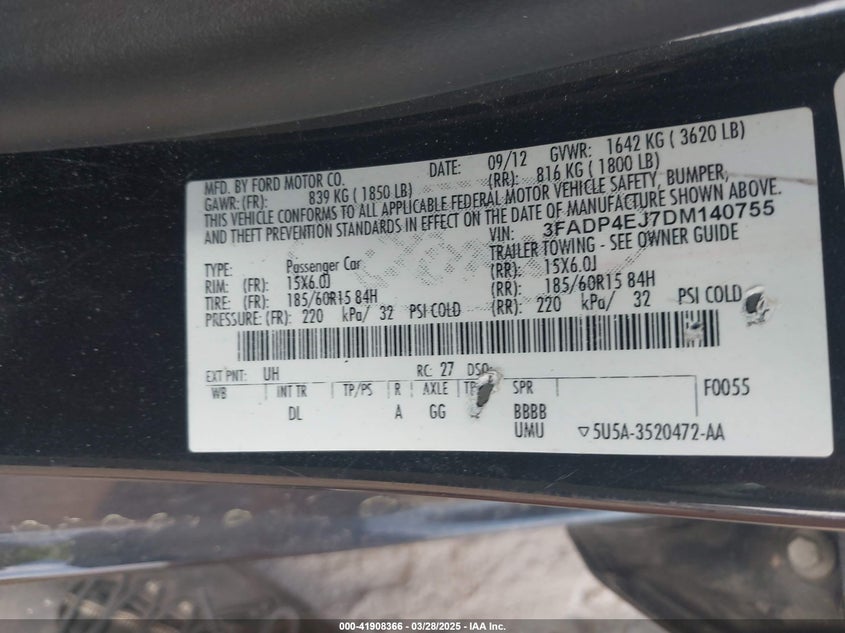 MFD. BY FORD MOTOR CO. DATE: 09/12 GVWR: 1642 KG ( 3620 LB)
GAWR: (FR): 839 KG ( 1850 LB) (RR): 816 KG ( 1800 LB)
THIS VEHICLE CONFORMS TO ALL APPLICABLE FEDERAL MOTOR VEHICLE SAFETY, BUMPER,
AND THEFT PREVENTION STANDARDS IN EFFECT ON THE DATE OF MANUFACTURE SHOWN ABOVE.
VIN: 3FADP4EJ7DM140755
TYPE: Passenger Car TRAILER TOWING - SEE OWNER GUIDE
RIM: (FR): 15X6.0J (RR): 15X6.0J
TIRE: (FR): 185/60R15 84H (RR): 185/60R15 84H
PRESSURE: (FR): 220 kPa/ 32 PSI COLD (RR): 220 kPa/ 32 PSI COLD
EXT PNT: UH RC: 27 DSO:
WB INT TR TP/PS R AXLE SPR F0055
DL A GG BBBB
UMU 5U5A-3520472-AA
000-41908366 - 03/28/2025 - IAA Inc.